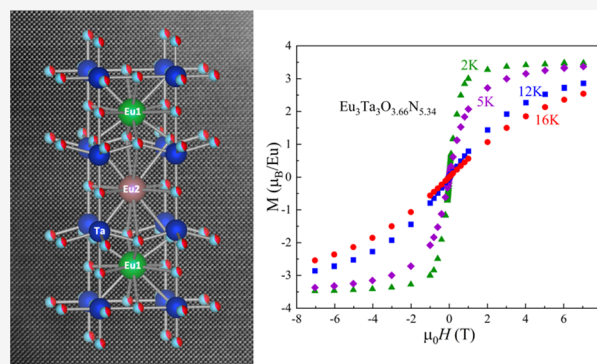 Eu1
Eu2
Ta
Eu1
4
3
2
1
0
-1
-2
-3
-4
M (μB/Eu)
2K
5K
12K
16K
Eu3Ta3O3.66N5.34
-8 -6 -4 -2 0 2 4 6
μ0H (T)